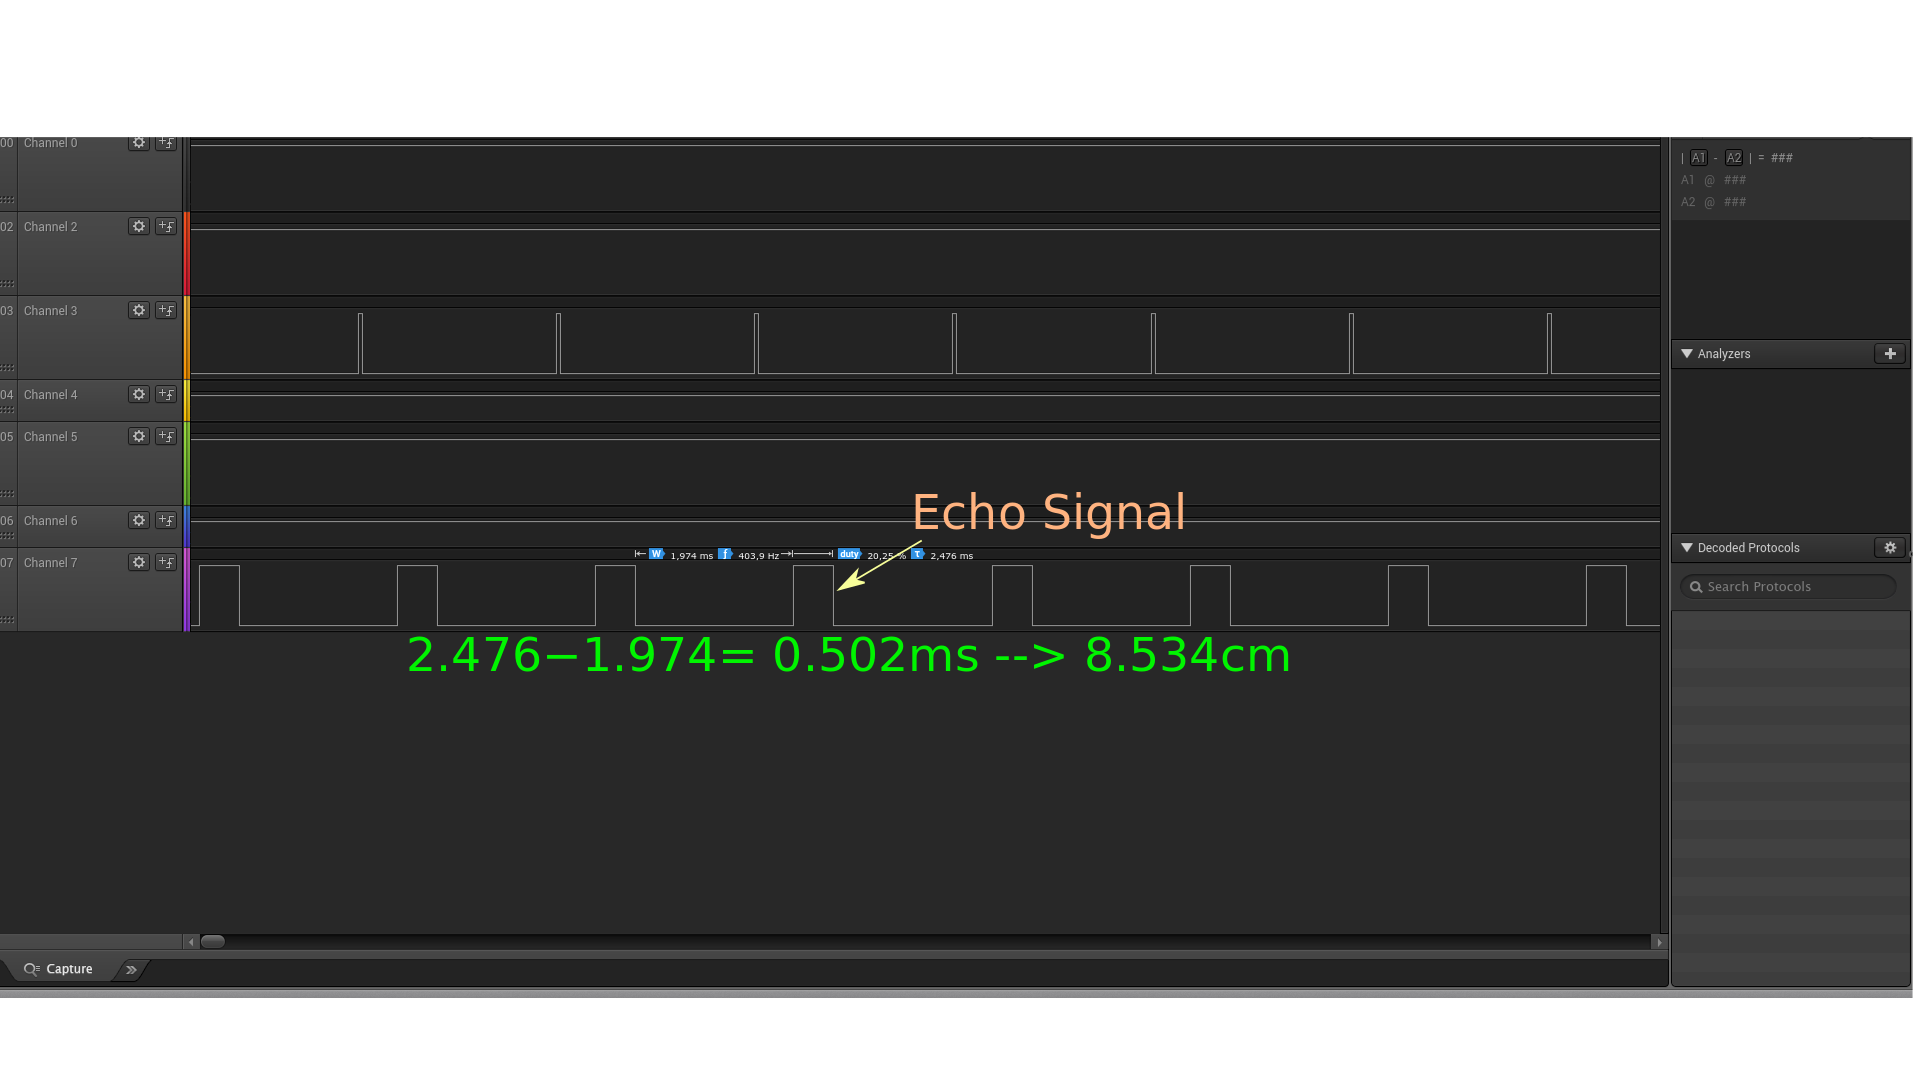 00 Channel 0
| A1 - A2 | = ###
A1 @ ###
A2 @ ###
02 Channel 2
03 Channel 3
Analyzers
04 Channel 4
05 Channel 5
Echo Signal
06 Channel 6
Decoded Protocols
W 1,974 ms f 403,9 Hz duty 20,25 % τ 2,476 ms
07 Channel 7
Search Protocols
2.476−1.974= 0.502ms --> 8.534cm
Capture